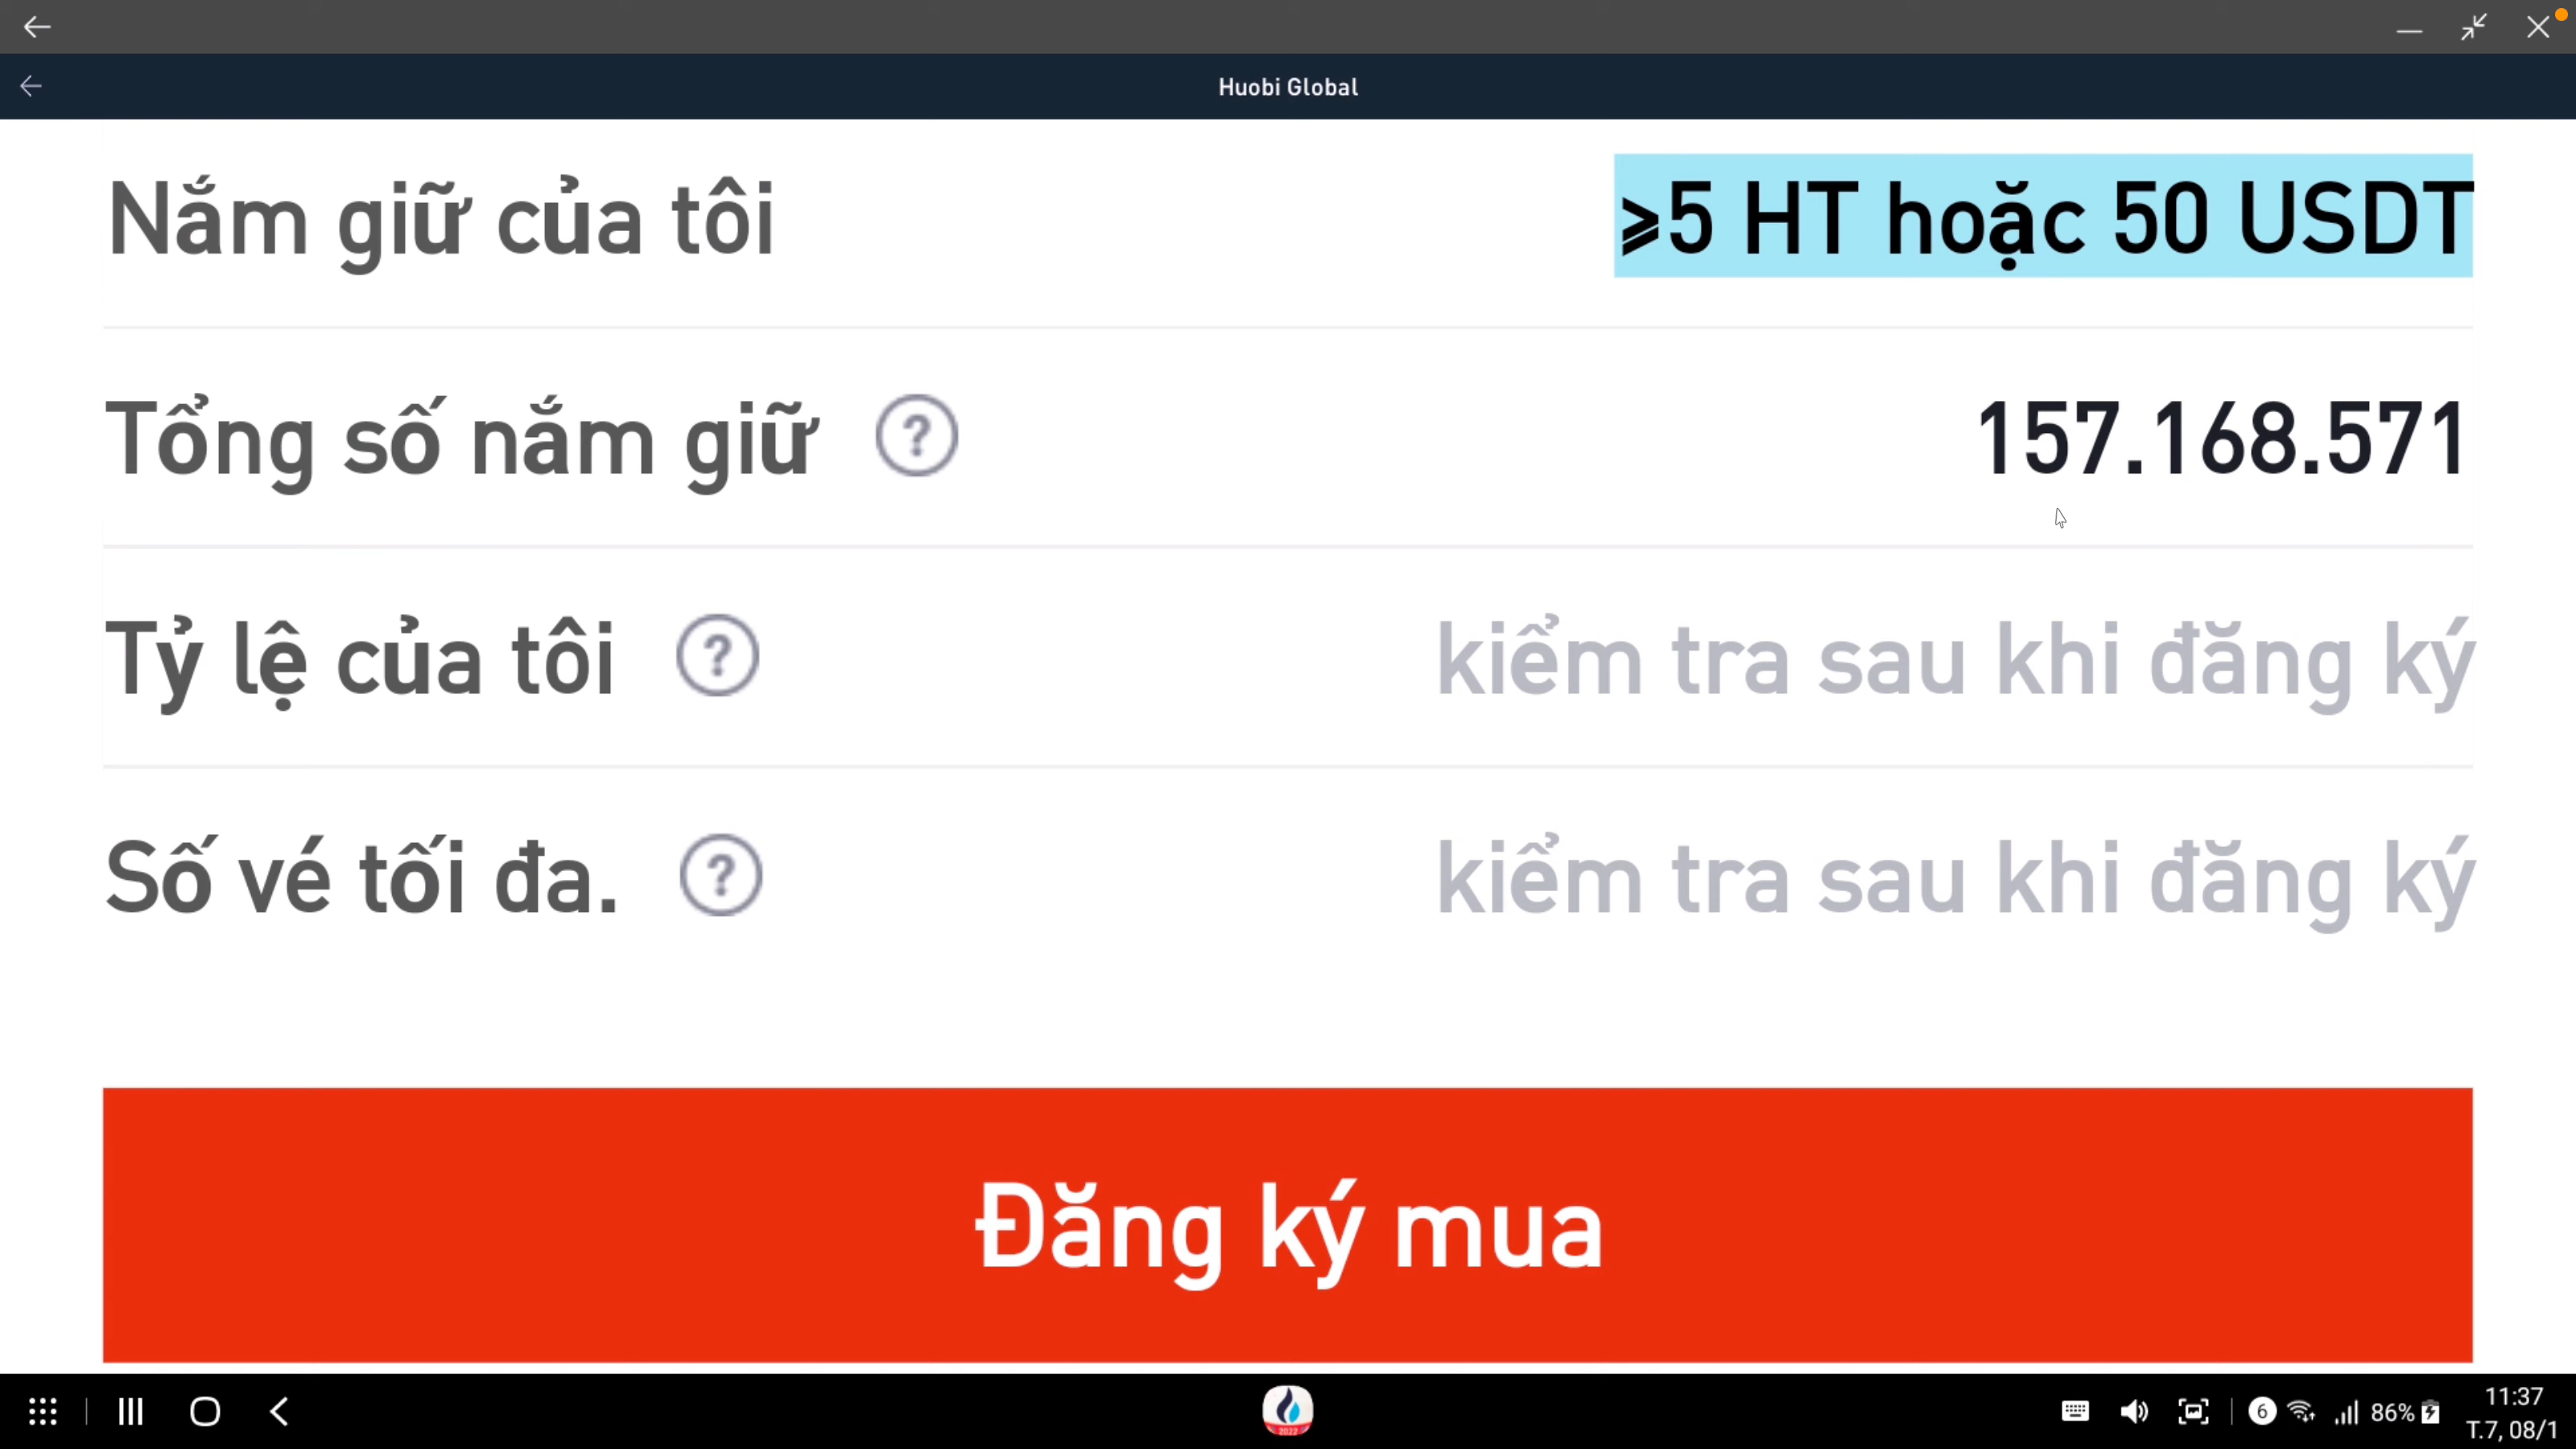 Huobi Global
Nắm giữ của tôi
⩾5 HT hoặc 50 USDT
Tổng số nắm giữ ?
157.168.571
Tỷ lệ của tôi ?
kiểm tra sau khi đăng ký
Số vé tối đa. ?
kiểm tra sau khi đăng ký
Đăng ký mua
2022
6
86%
11:37
T.7, 08/1